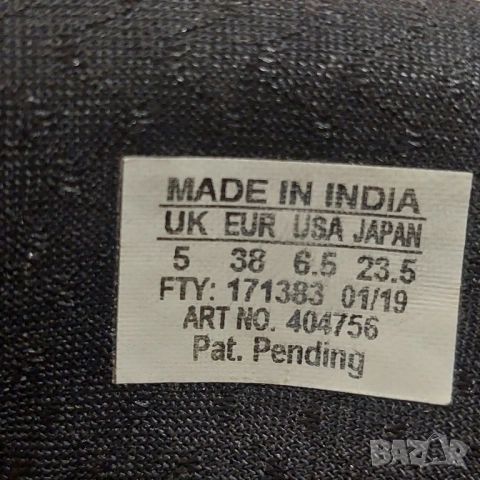 MADE IN INDIA
UK EUR USA JAPAN
5 38 6.5 23.5
FTY: 171383 01/19
ART NO. 404756
Pat. Pending
BAZAR